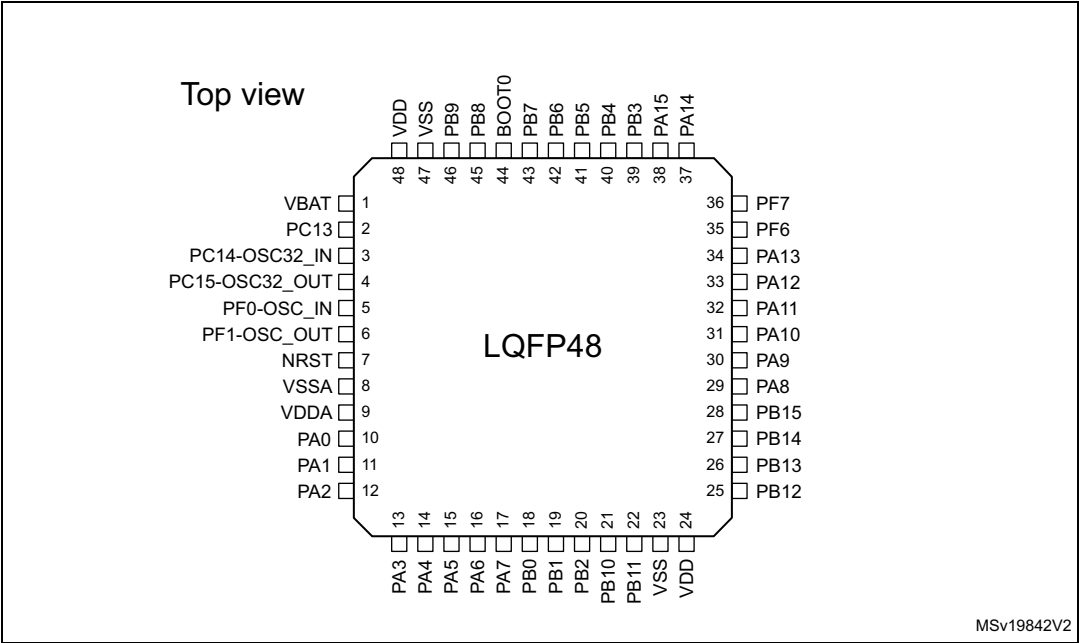 Top view
VDD
VSS
PB9
PB8
BOOT0
PB7
PB6
PB5
PB4
PB3
PA15
PA14
48
47
46
45
44
43
42
41
40
39
38
37
VBAT 1
PC13 2
PC14-OSC32_IN 3
PC15-OSC32_OUT 4
PF0-OSC_IN 5
PF1-OSC_OUT 6
NRST 7
VSSA 8
VDDA 9
PA0 10
PA1 11
PA2 12
LQFP48
36 PF7
35 PF6
34 PA13
33 PA12
32 PA11
31 PA10
30 PA9
29 PA8
28 PB15
27 PB14
26 PB13
25 PB12
13
14
15
16
17
18
19
20
21
22
23
24
PA3
PA4
PA5
PA6
PA7
PB0
PB1
PB2
PB10
PB11
VSS
VDD
MSv19842V2